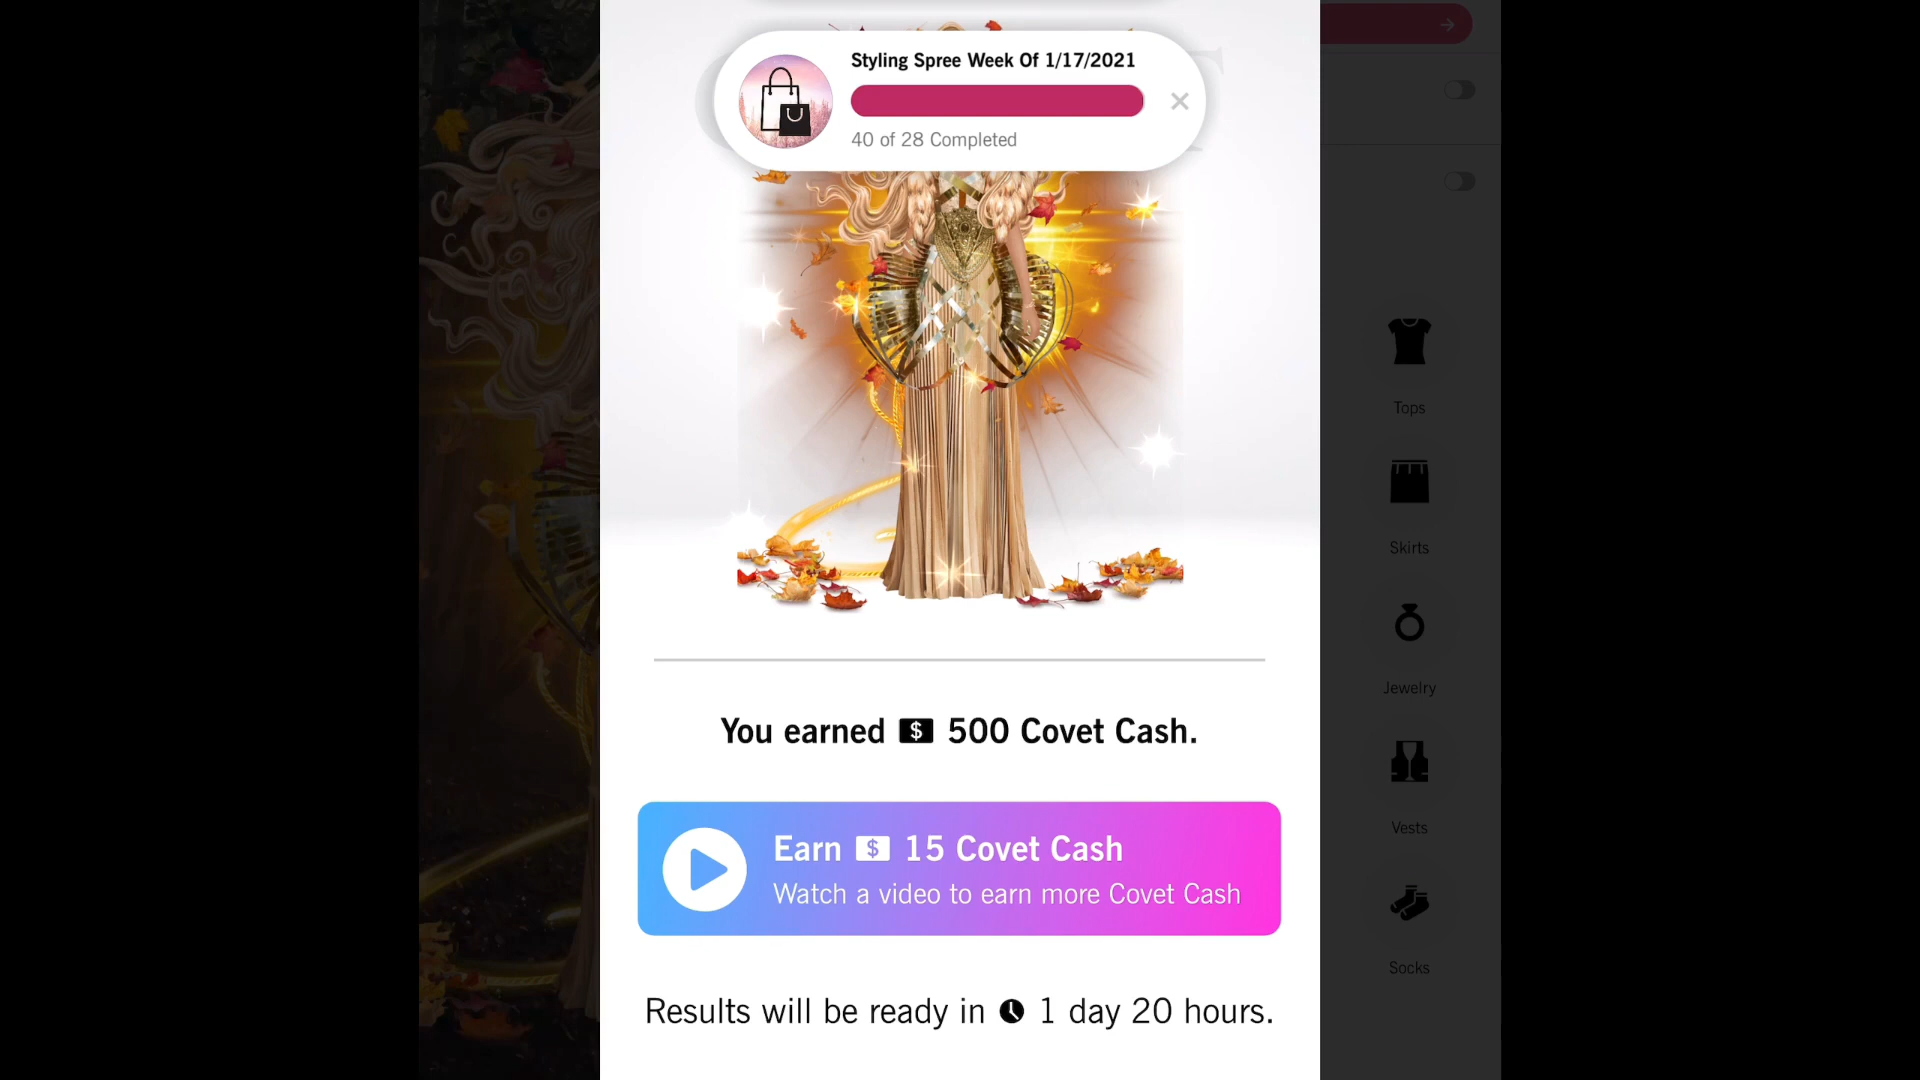 Styling Spree Week Of 1/17/2021
40 of 28 Completed
You earned $ 500 Covet Cash.
Earn $ 15 Covet Cash
Watch a video to earn more Covet Cash
Results will be ready in 1 day 20 hours.
Tops
Skirts
Jewelry
Vests
Socks